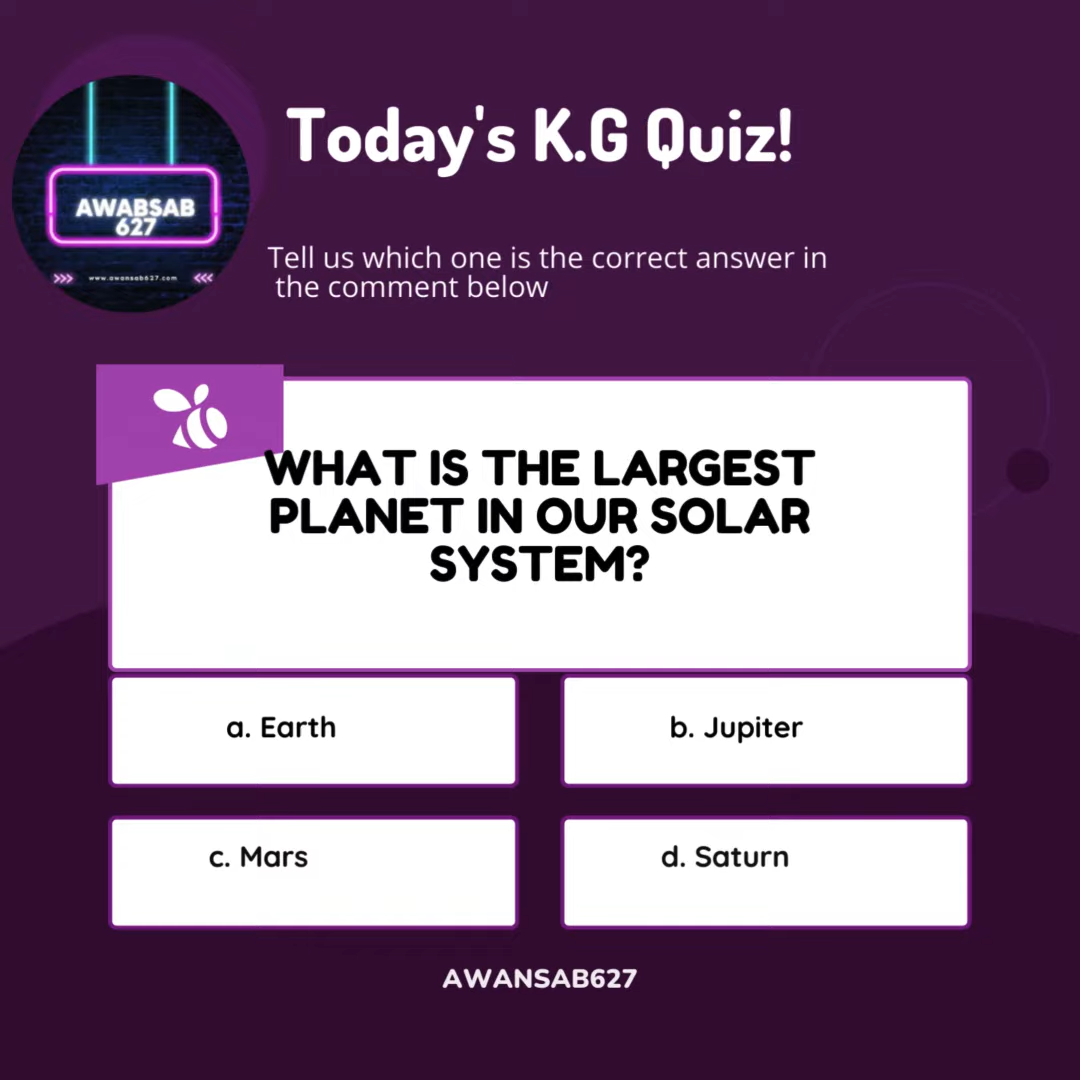 Today's K.G Quiz!
AWABSAB
627
>>> www.awansab627.com <<<
Tell us which one is the correct answer in
the comment below
WHAT IS THE LARGEST
PLANET IN OUR SOLAR
SYSTEM?
a. Earth
b. Jupiter
c. Mars
d. Saturn
AWANSAB627